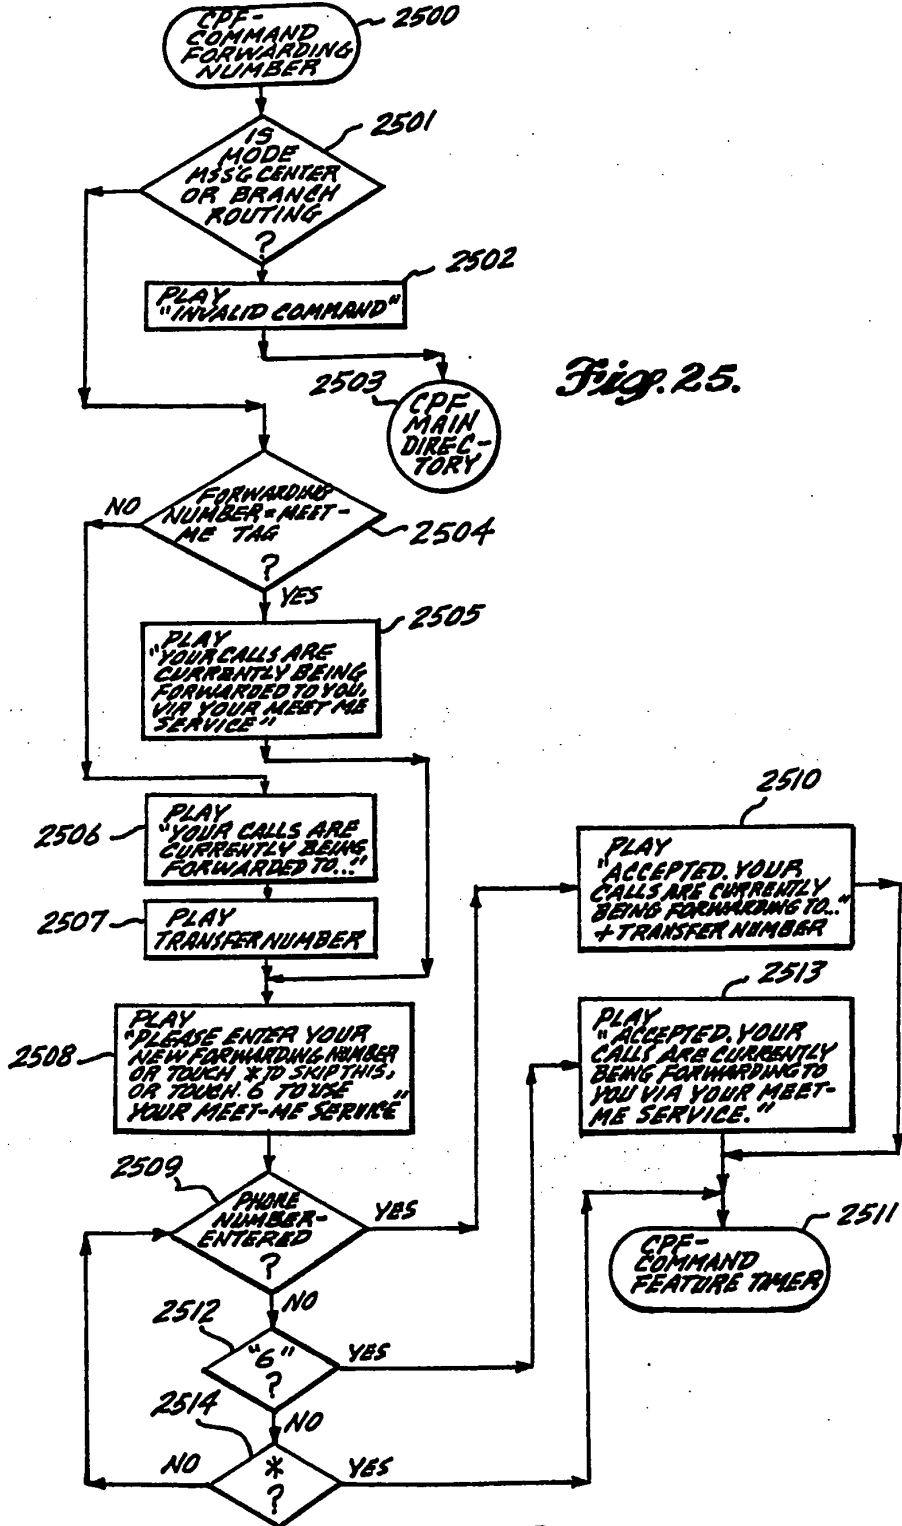 CPF-
COMMAND
FORWARDING
NUMBER
2500
IS
MODE
MSS'G CENTER
OR BRANCH
ROUTING
?
2501
2502
PLAY
"INVALID COMMAND"
2503
CPF
MAIN
DIREC-
TORY
Fig. 25.
FORWARDING
NUMBER=MEET-
ME TAG
?
2504
NO
YES
2505
PLAY
"YOUR CALLS ARE
CURRENTLY BEING
FORWARDED TO YOU,
VIA YOUR MEET ME
SERVICE"
2506
PLAY
"YOUR CALLS ARE
CURRENTLY BEING
FORWARDED TO..."
2507
PLAY
TRANSFER NUMBER
2508
PLAY
"PLEASE ENTER YOUR
NEW FORWARDING NUMBER
OR TOUCH * TO SKIP THIS,
OR TOUCH 6 TO USE
YOUR MEET-ME SERVICE"
2510
PLAY
"ACCEPTED. YOUR
CALLS ARE CURRENTLY
BEING FORWARDING TO..."
+ TRANSFER NUMBER
2513
PLAY
"ACCEPTED. YOUR
CALLS ARE CURRENTLY
BEING FORWARDING TO
YOU VIA YOUR MEET-
ME SERVICE."
2509
PHONE
NUMBER-
ENTERED
?
YES
NO
2511
CPF-
COMMAND
FEATURE TIMER
2512
"6"
?
YES
NO
2514
*
?
NO
YES